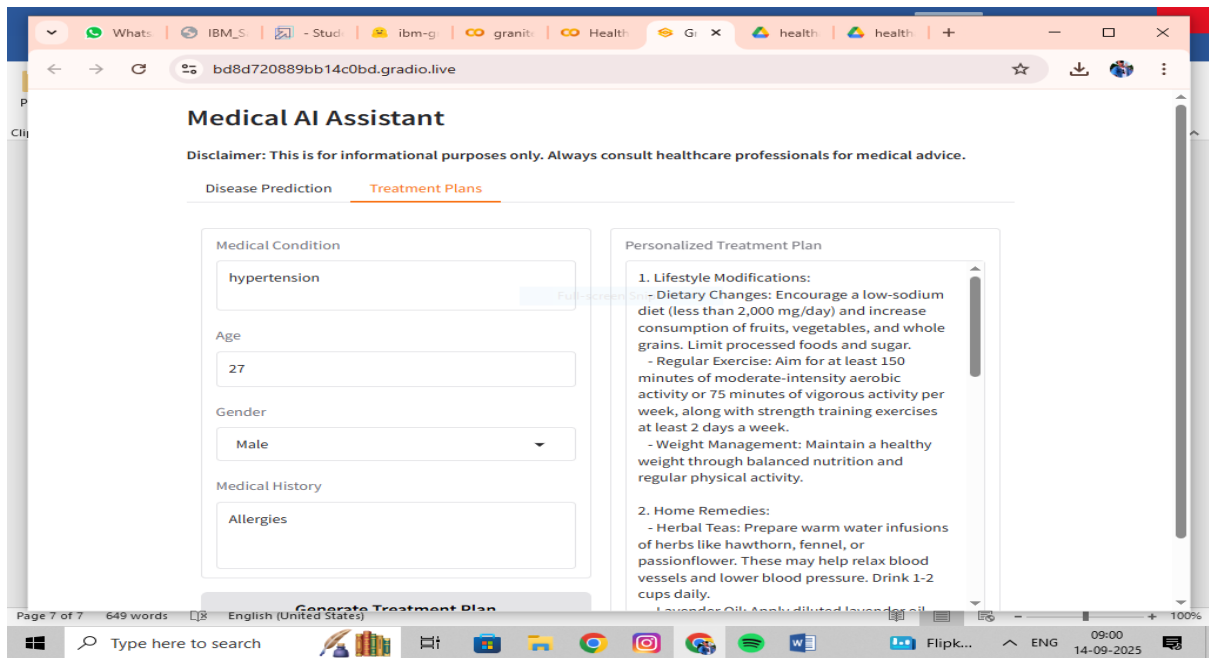 Whats
IBM_S
- Stud
ibm-g
granite
Health
G
health
health
bd8d720889bb14c0bd.gradio.live
Medical AI Assistant
Disclaimer: This is for informational purposes only. Always consult healthcare professionals for medical advice.
Disease Prediction
Treatment Plans
Medical Condition
hypertension
Age
27
Gender
Male
Medical History
Allergies
Generate Treatment Plan
Personalized Treatment Plan
1. Lifestyle Modifications:
- Dietary Changes: Encourage a low-sodium
diet (less than 2,000 mg/day) and increase
consumption of fruits, vegetables, and whole
grains. Limit processed foods and sugar.
- Regular Exercise: Aim for at least 150
minutes of moderate-intensity aerobic
activity or 75 minutes of vigorous activity per
week, along with strength training exercises
at least 2 days a week.
- Weight Management: Maintain a healthy
weight through balanced nutrition and
regular physical activity.
2. Home Remedies:
- Herbal Teas: Prepare warm water infusions
of herbs like hawthorn, fennel, or
passionflower. These may help relax blood
vessels and lower blood pressure. Drink 1-2
cups daily.
- Lavender Oil: Apply diluted lavender oil
Full-screen
Page 7 of 7
649 words
English (United States)
100%
Type here to search
Flipk...
ENG
09:00
14-09-2025